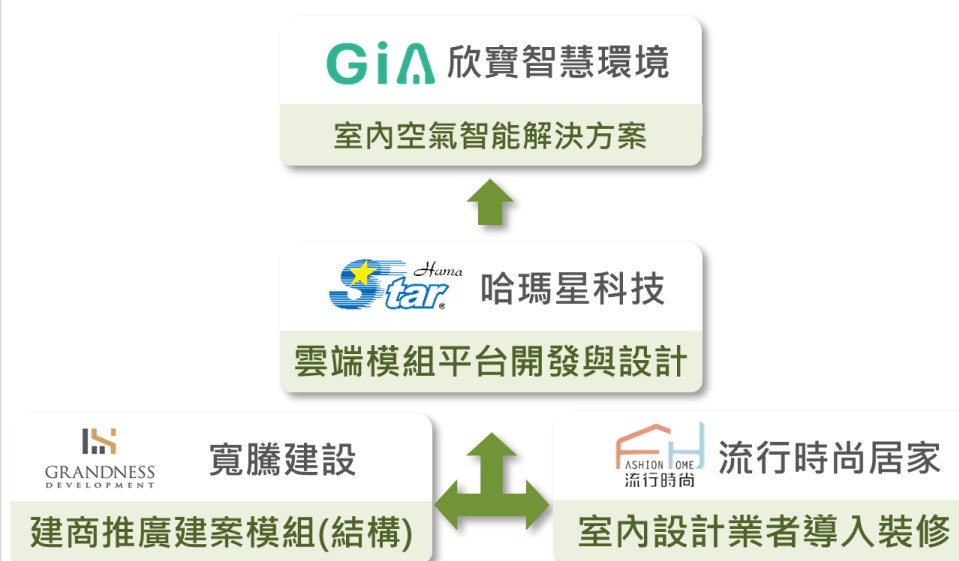 GiA 欣寶智慧環境
室內空氣智能解決方案
Hama
Star® 哈瑪星科技
雲端模組平台開發與設計
GRANDNESS
DEVELOPMENT
寬騰建設
建商推廣建案模組(結構)
FH
ASHION OME
流行時尚
流行時尚居家
室內設計業者導入裝修